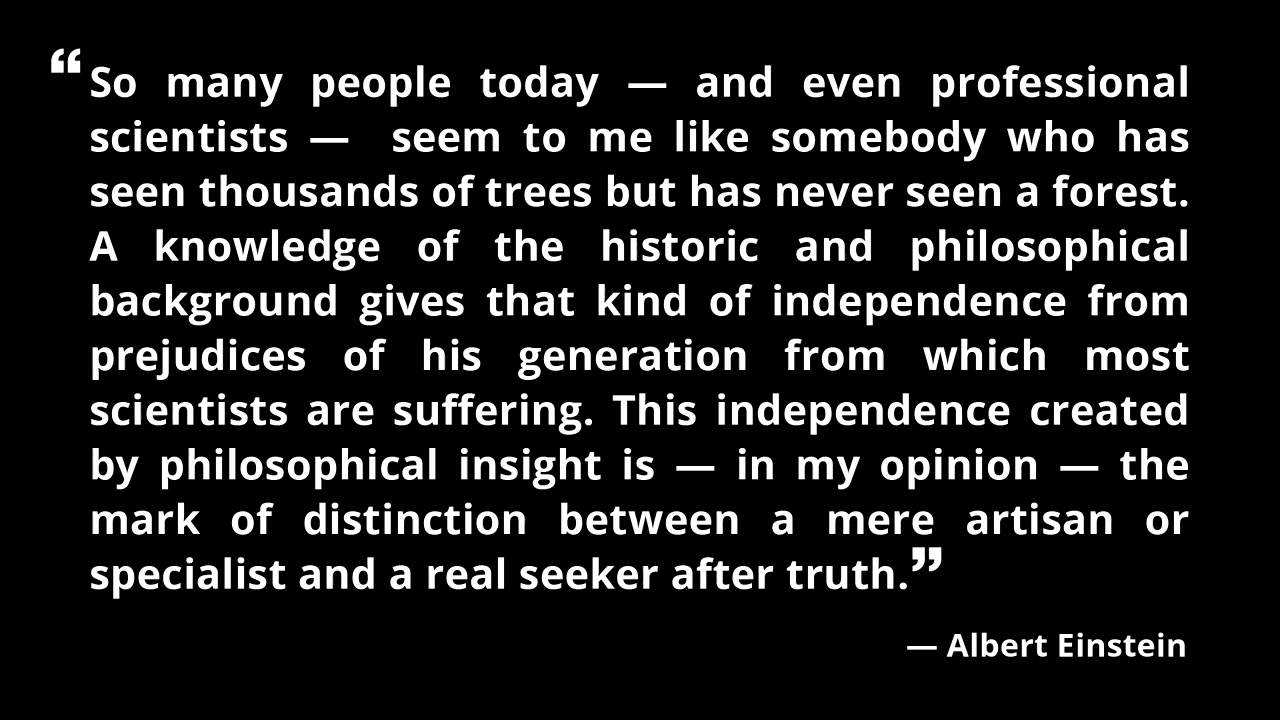 “So many people today — and even professional
scientists — seem to me like somebody who has
seen thousands of trees but has never seen a forest.
A knowledge of the historic and philosophical
background gives that kind of independence from
prejudices of his generation from which most
scientists are suffering. This independence created
by philosophical insight is — in my opinion — the
mark of distinction between a mere artisan or
specialist and a real seeker after truth.”
— Albert Einstein